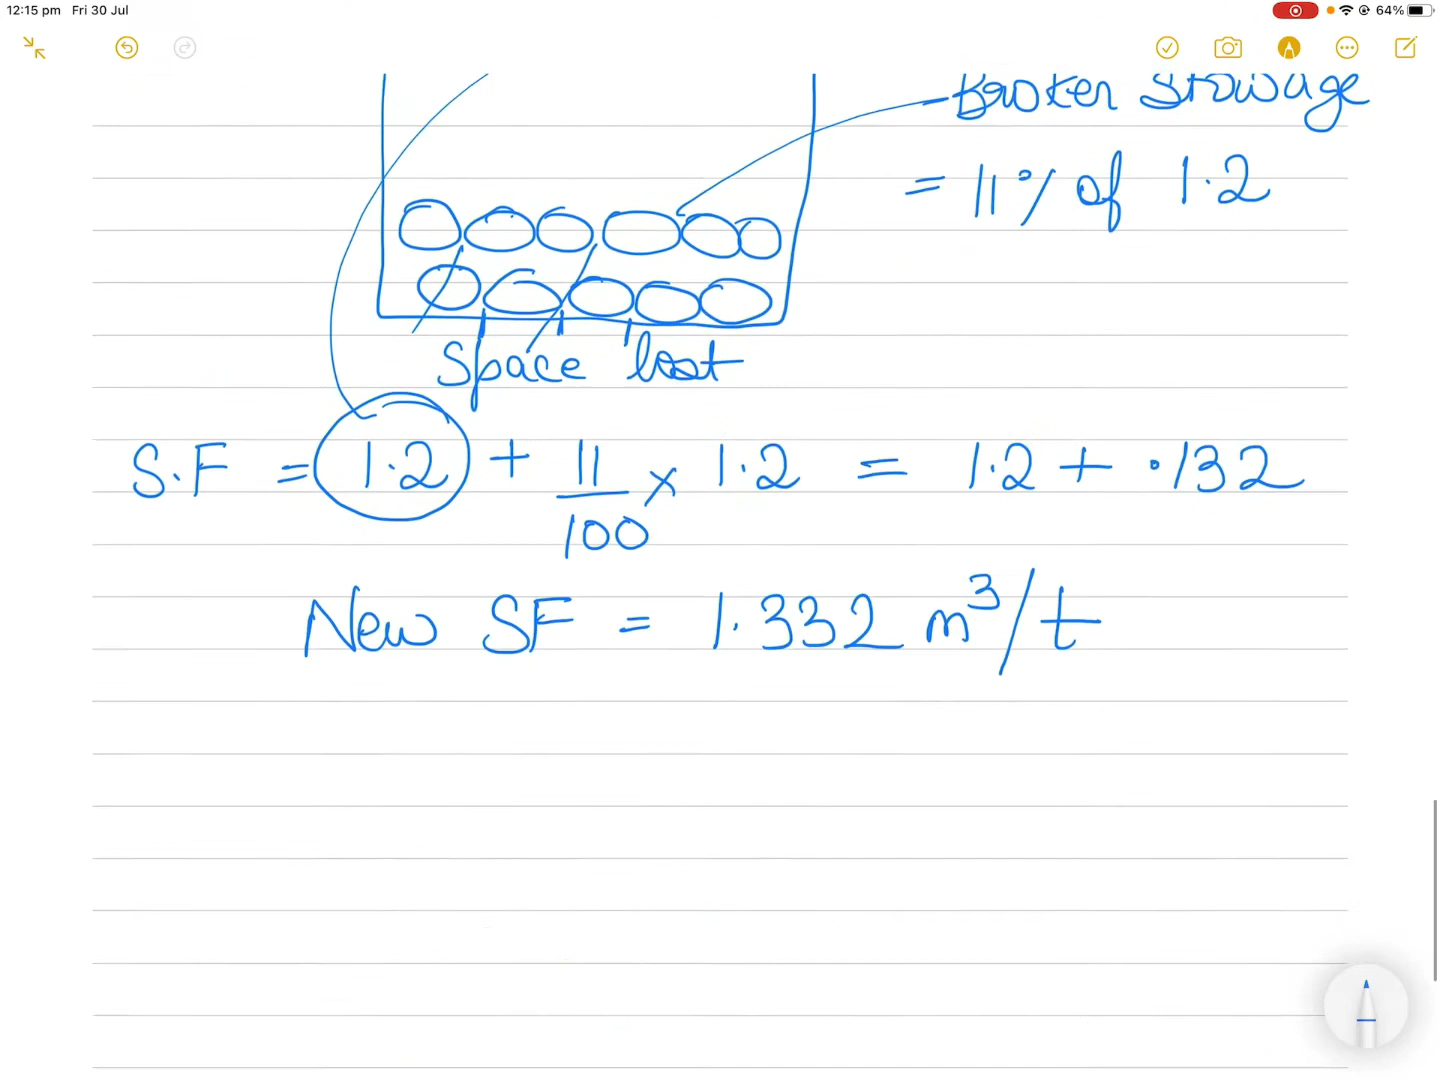 12:15 pm Fri 30 Jul
64%
Broken Stowage
= 11% of 1.2
Space lost
S.F = 1.2 + 11/100 × 1.2 = 1.2 + .132
New SF = 1.332 m³/t